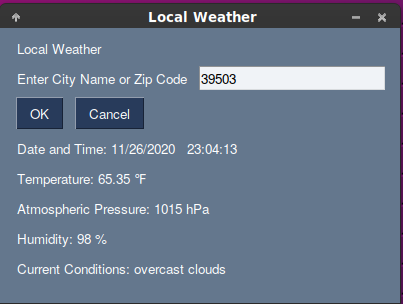 Local Weather
Local Weather
Enter City Name or Zip Code 39503
OK Cancel
Date and Time: 11/26/2020 23:04:13
Temperature: 65.35 °F
Atmospheric Pressure: 1015 hPa
Humidity: 98 %
Current Conditions: overcast clouds